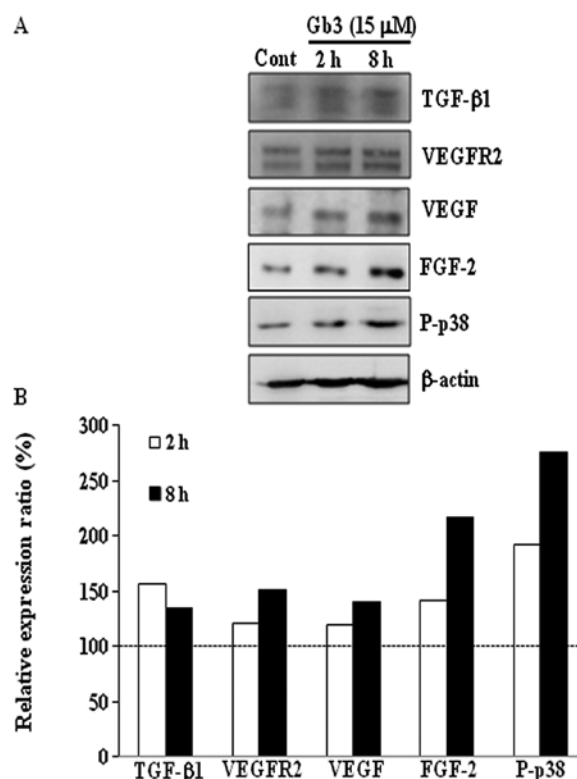 A
Gb3 (15 μM)
Cont 2 h 8 h
TGF-β1
VEGFR2
VEGF
FGF-2
P-p38
β-actin
B
Relative expression ratio (%)
300
250
200
150
100
50
0
2 h
8 h
TGF-β1 VEGFR2 VEGF FGF-2 P-p38